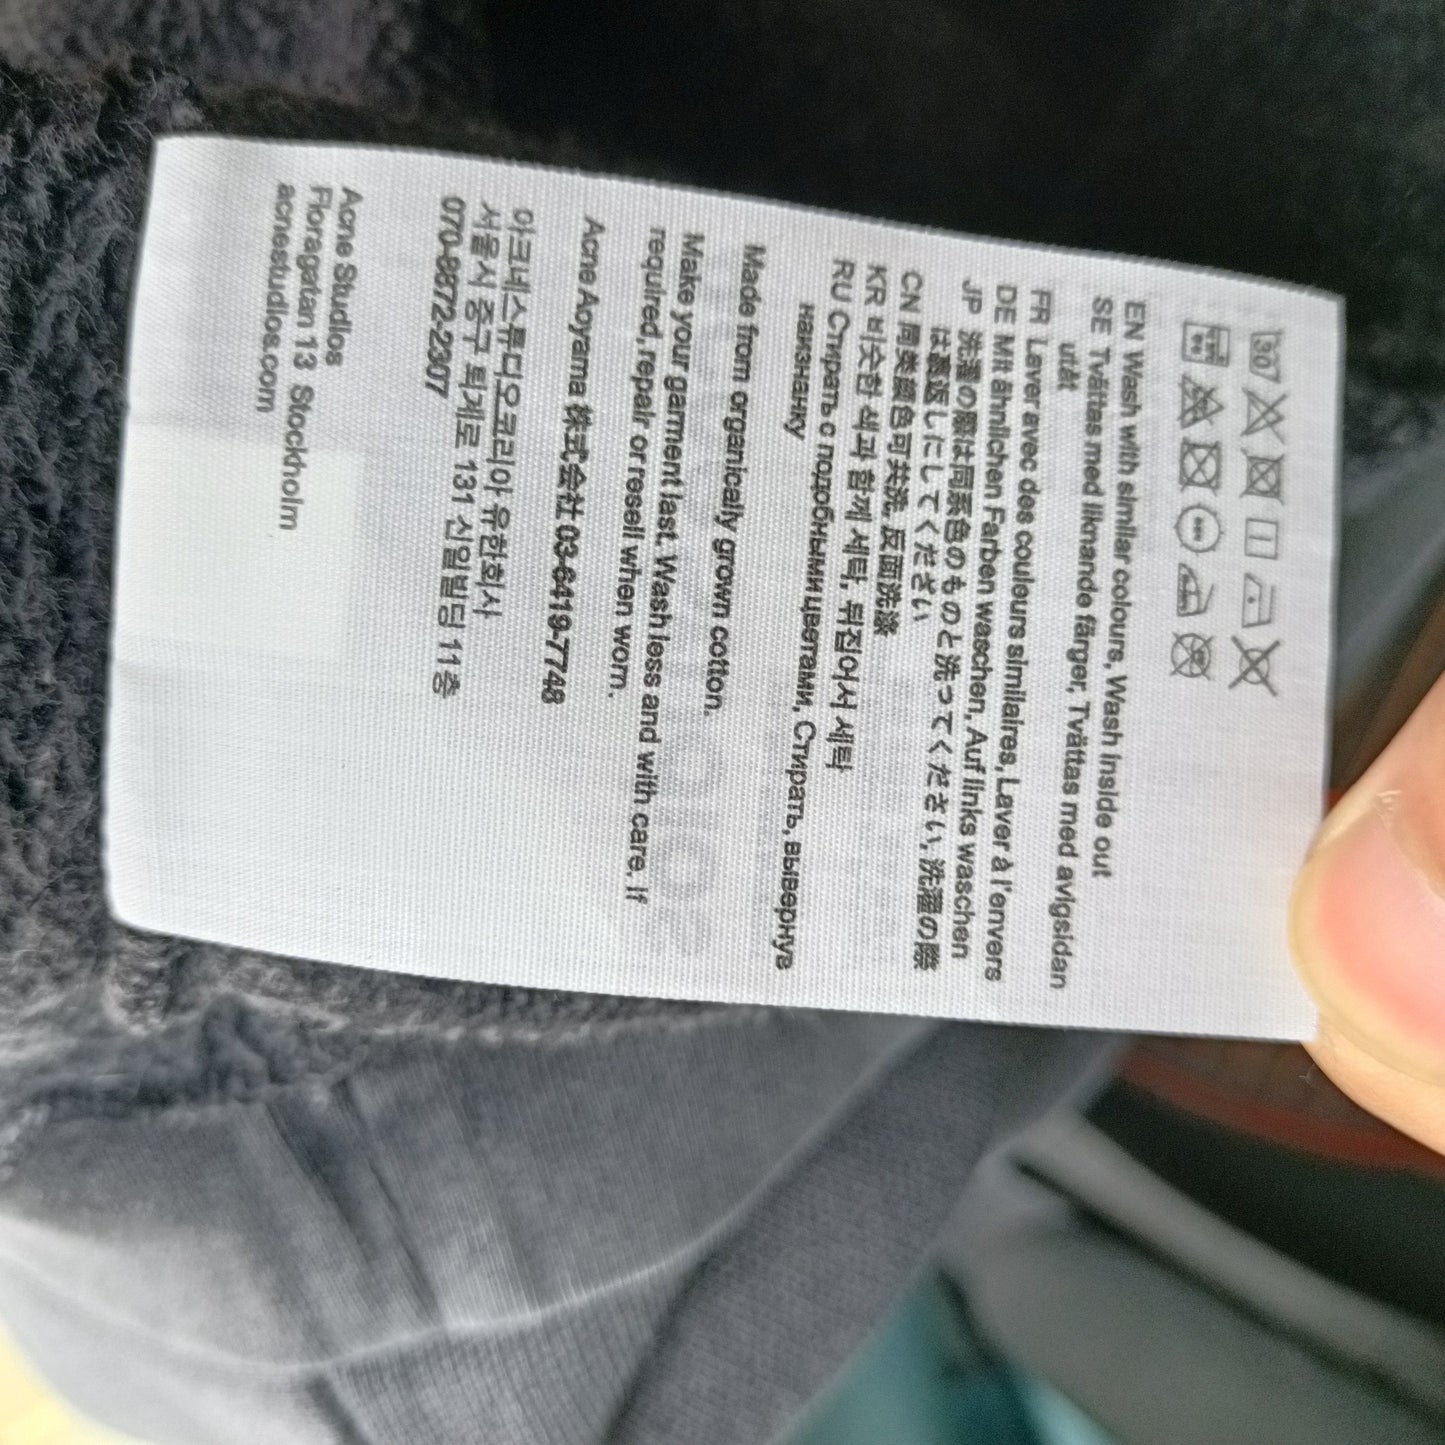 30
EN Wash with similar colours, Wash inside out
SE Tvättas med liknande färger, Tvättas med avigsidan
utåt
FR Laver avec des couleurs similaires, Laver à l'envers
DE Mit ähnlichen Farben waschen, Auf links waschen
JP 洗濯の際は同系色のものと洗ってください, 洗濯の際
は裏返しにしてください
CN 同类颜色可共洗, 反面洗涤
KR 비슷한 색과 함께 세탁, 뒤집어서 세탁
RU Стирать с подобными цветами, Стирать, вывернув
наизнанку
Made from organically grown cotton.
Make your garment last. Wash less and with care. If
required, repair or resell when worn.
Acne Aoyama 株式会社 03-6419-7748
아크네스튜디오코리아 유한회사
서울시 중구 퇴계로 131 신일빌딩 11층
070-8872-2307
Acne Studios
Floragatan 13 Stockholm
acnestudios.com